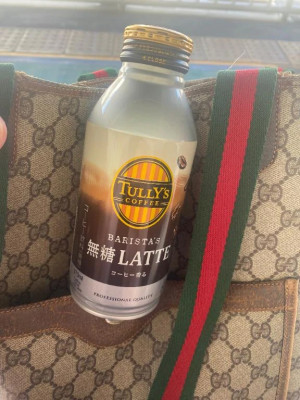 TULLY'S
COFFEE
BARISTA'S
無糖 LATTE
コーヒー飲料
PROFESSIONAL QUALITY